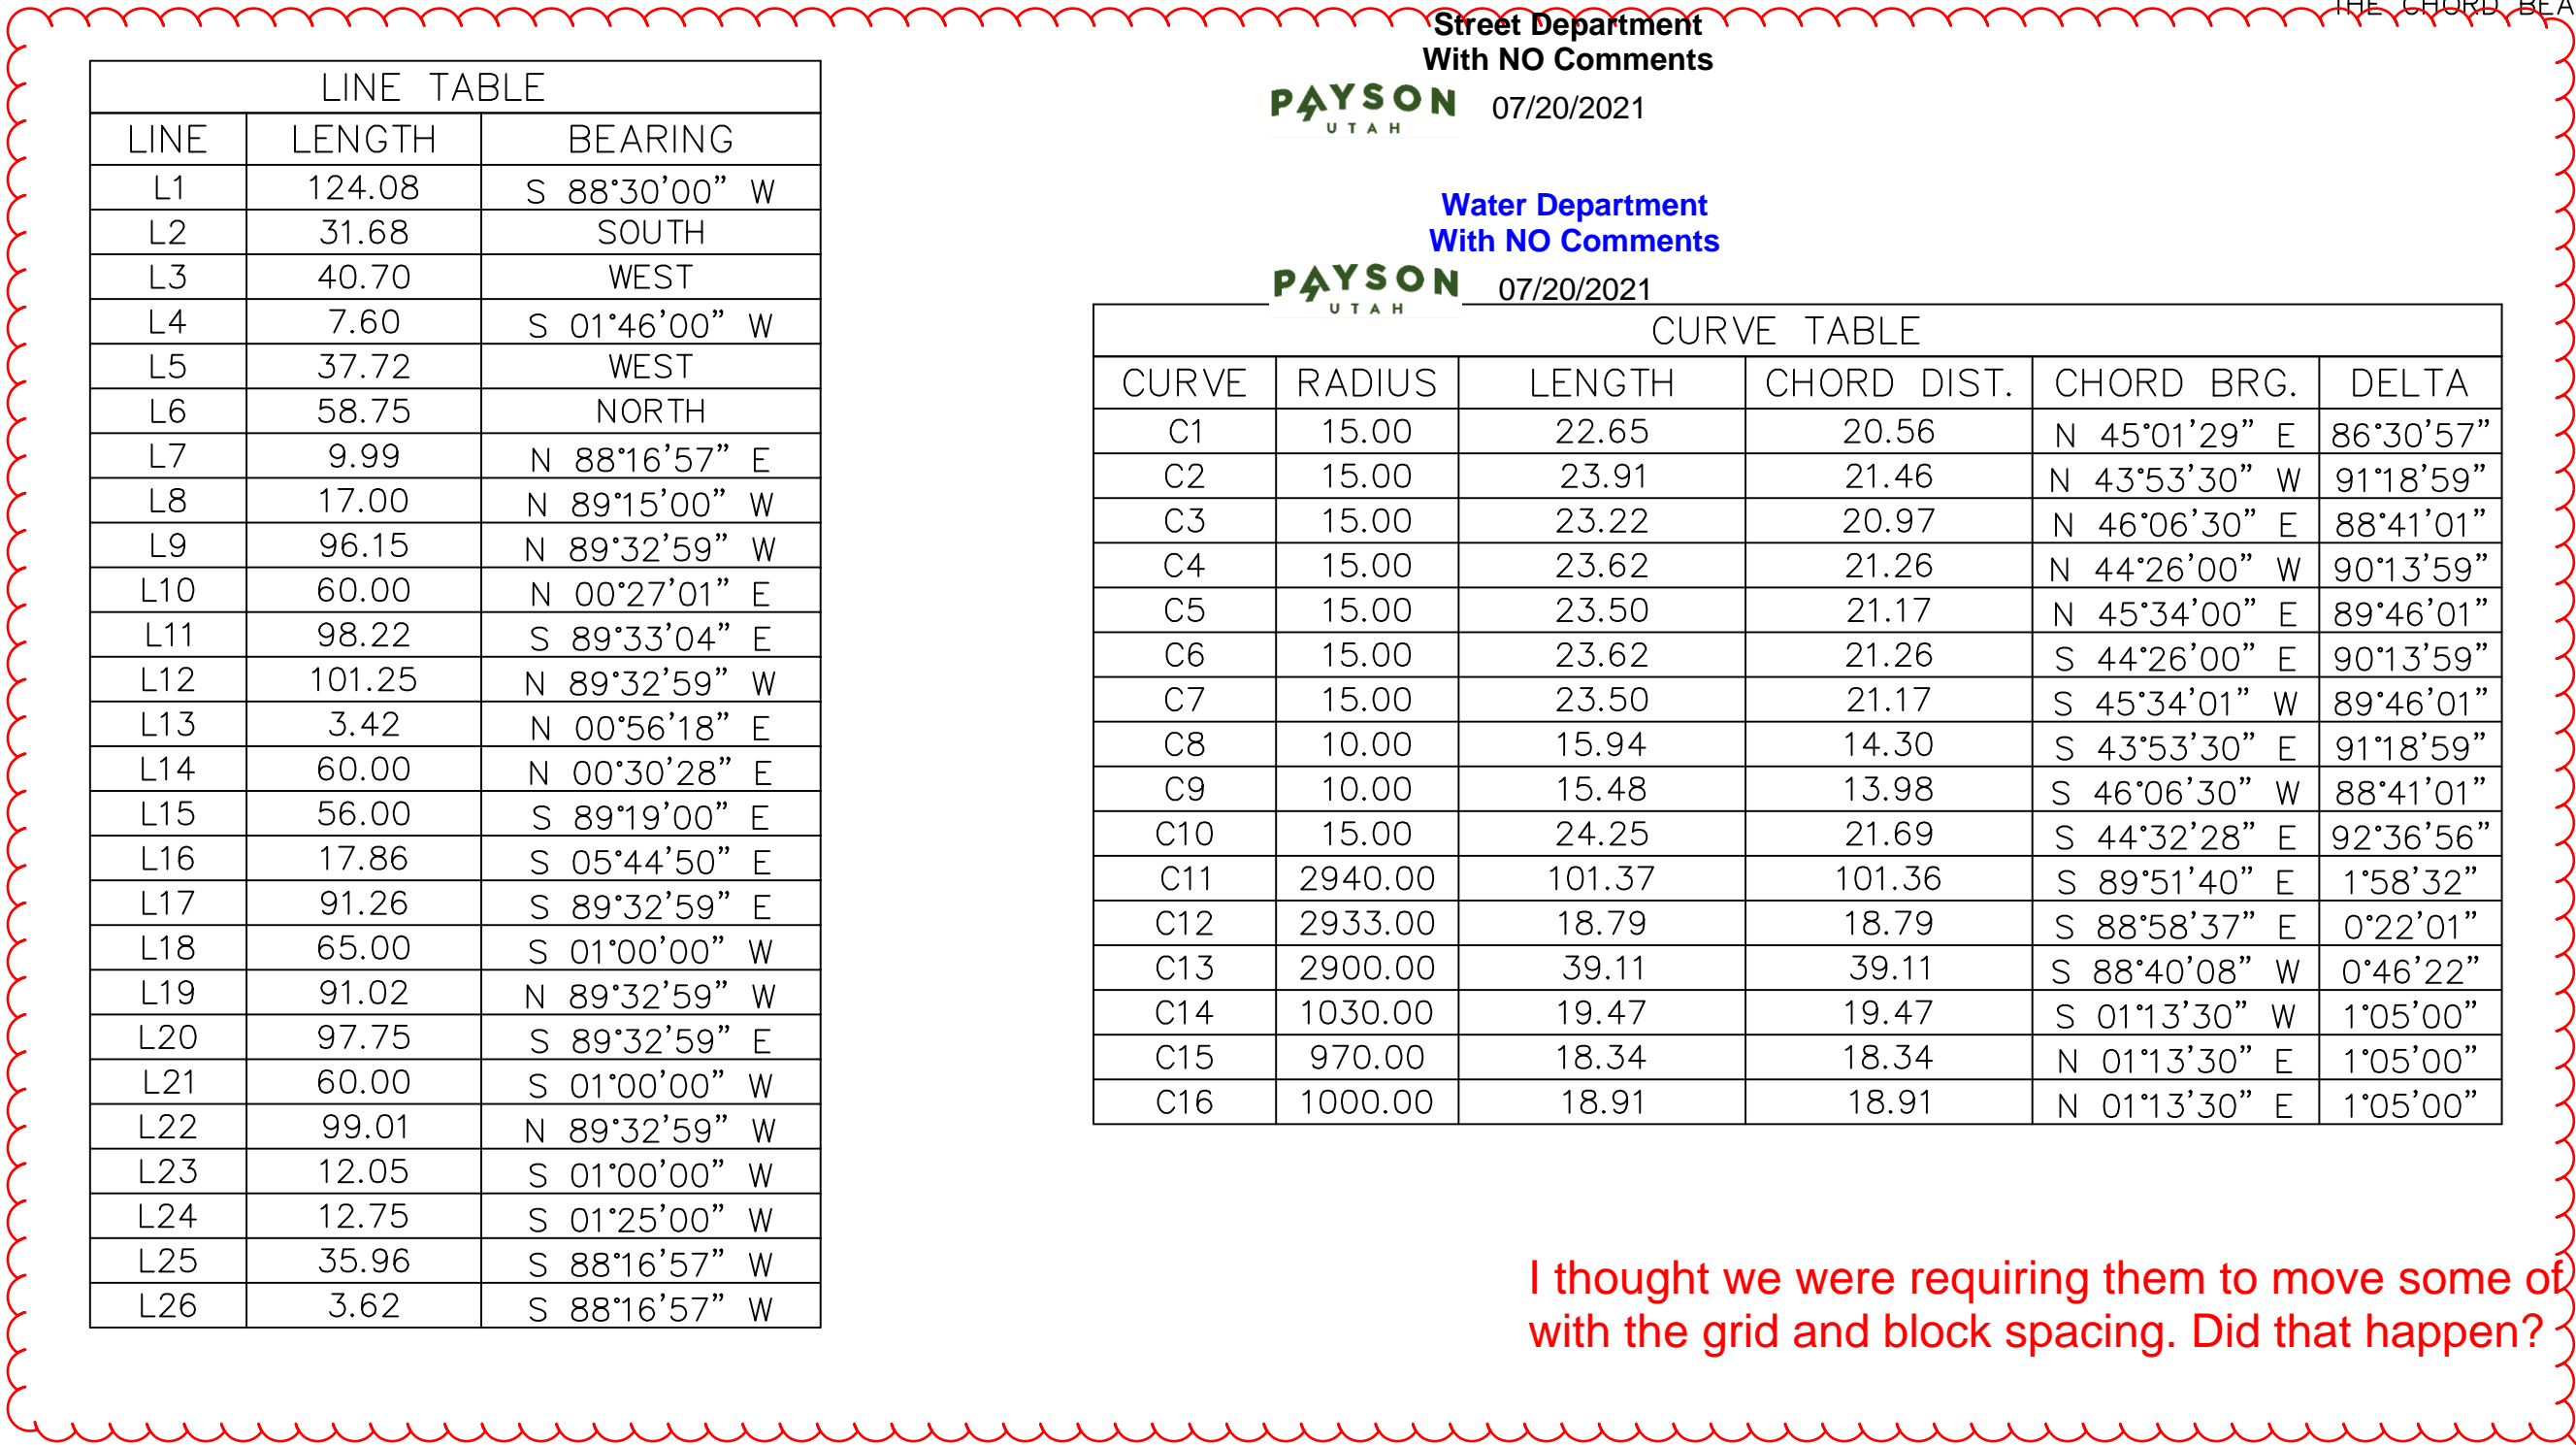 THE CHORD BEA
Street Department
With NO Comments
PAYSON
UTAH
07/20/2021
Water Department
With NO Comments
PAYSON
UTAH
07/20/2021
LINE TABLE
LINE LENGTH BEARING
L1 124.08 S 88°30'00" W
L2 31.68 SOUTH
L3 40.70 WEST
L4 7.60 S 01°46'00" W
L5 37.72 WEST
L6 58.75 NORTH
L7 9.99 N 88°16'57" E
L8 17.00 N 89°15'00" W
L9 96.15 N 89°32'59" W
L10 60.00 N 00°27'01" E
L11 98.22 S 89°33'04" E
L12 101.25 N 89°32'59" W
L13 3.42 N 00°56'18" E
L14 60.00 N 00°30'28" E
L15 56.00 S 89°19'00" E
L16 17.86 S 05°44'50" E
L17 91.26 S 89°32'59" E
L18 65.00 S 01°00'00" W
L19 91.02 N 89°32'59" W
L20 97.75 S 89°32'59" E
L21 60.00 S 01°00'00" W
L22 99.01 N 89°32'59" W
L23 12.05 S 01°00'00" W
L24 12.75 S 01°25'00" W
L25 35.96 S 88°16'57" W
L26 3.62 S 88°16'57" W
CURVE TABLE
CURVE RADIUS LENGTH CHORD DIST. CHORD BRG. DELTA
C1 15.00 22.65 20.56 N 45°01'29" E 86°30'57"
C2 15.00 23.91 21.46 N 43°53'30" W 91°18'59"
C3 15.00 23.22 20.97 N 46°06'30" E 88°41'01"
C4 15.00 23.62 21.26 N 44°26'00" W 90°13'59"
C5 15.00 23.50 21.17 N 45°34'00" E 89°46'01"
C6 15.00 23.62 21.26 S 44°26'00" E 90°13'59"
C7 15.00 23.50 21.17 S 45°34'01" W 89°46'01"
C8 10.00 15.94 14.30 S 43°53'30" E 91°18'59"
C9 10.00 15.48 13.98 S 46°06'30" W 88°41'01"
C10 15.00 24.25 21.69 S 44°32'28" E 92°36'56"
C11 2940.00 101.37 101.36 S 89°51'40" E 1°58'32"
C12 2933.00 18.79 18.79 S 88°58'37" E 0°22'01"
C13 2900.00 39.11 39.11 S 88°40'08" W 0°46'22"
C14 1030.00 19.47 19.47 S 01°13'30" W 1°05'00"
C15 970.00 18.34 18.34 N 01°13'30" E 1°05'00"
C16 1000.00 18.91 18.91 N 01°13'30" E 1°05'00"
I thought we were requiring them to move some of
with the grid and block spacing. Did that happen?